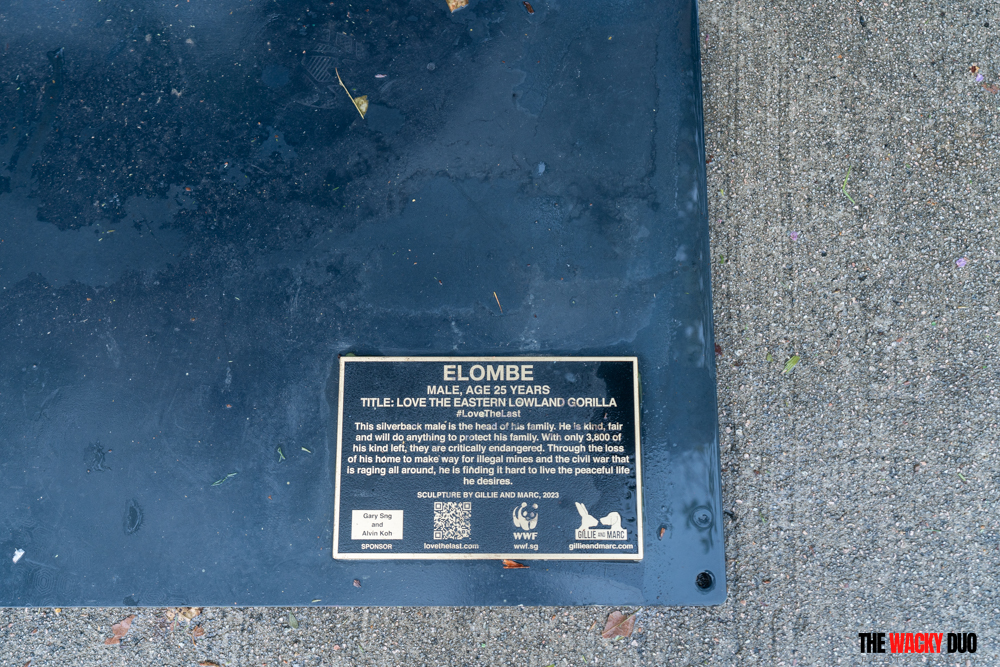 ELOMBE
MALE, AGE 25 YEARS
TITLE: LOVE THE EASTERN LOWLAND GORILLA
#LoveTheLast
This silverback male is the head of his family. He is kind, fair
and will do anything to protect his family. With only 3,800 of
his kind left, they are critically endangered. Through the loss
of his home to make way for illegal mines and the civil war that
is raging all around, he is finding it hard to live the peaceful life
he desires.
SCULPTURE BY GILLIE AND MARC, 2023
Gary Sng
and
Alvin Koh
SPONSOR
lovethelast.com
WWF
wwf.sg
GILLIE AND MARC
gillieandmarc.com
THE WACKY DUO